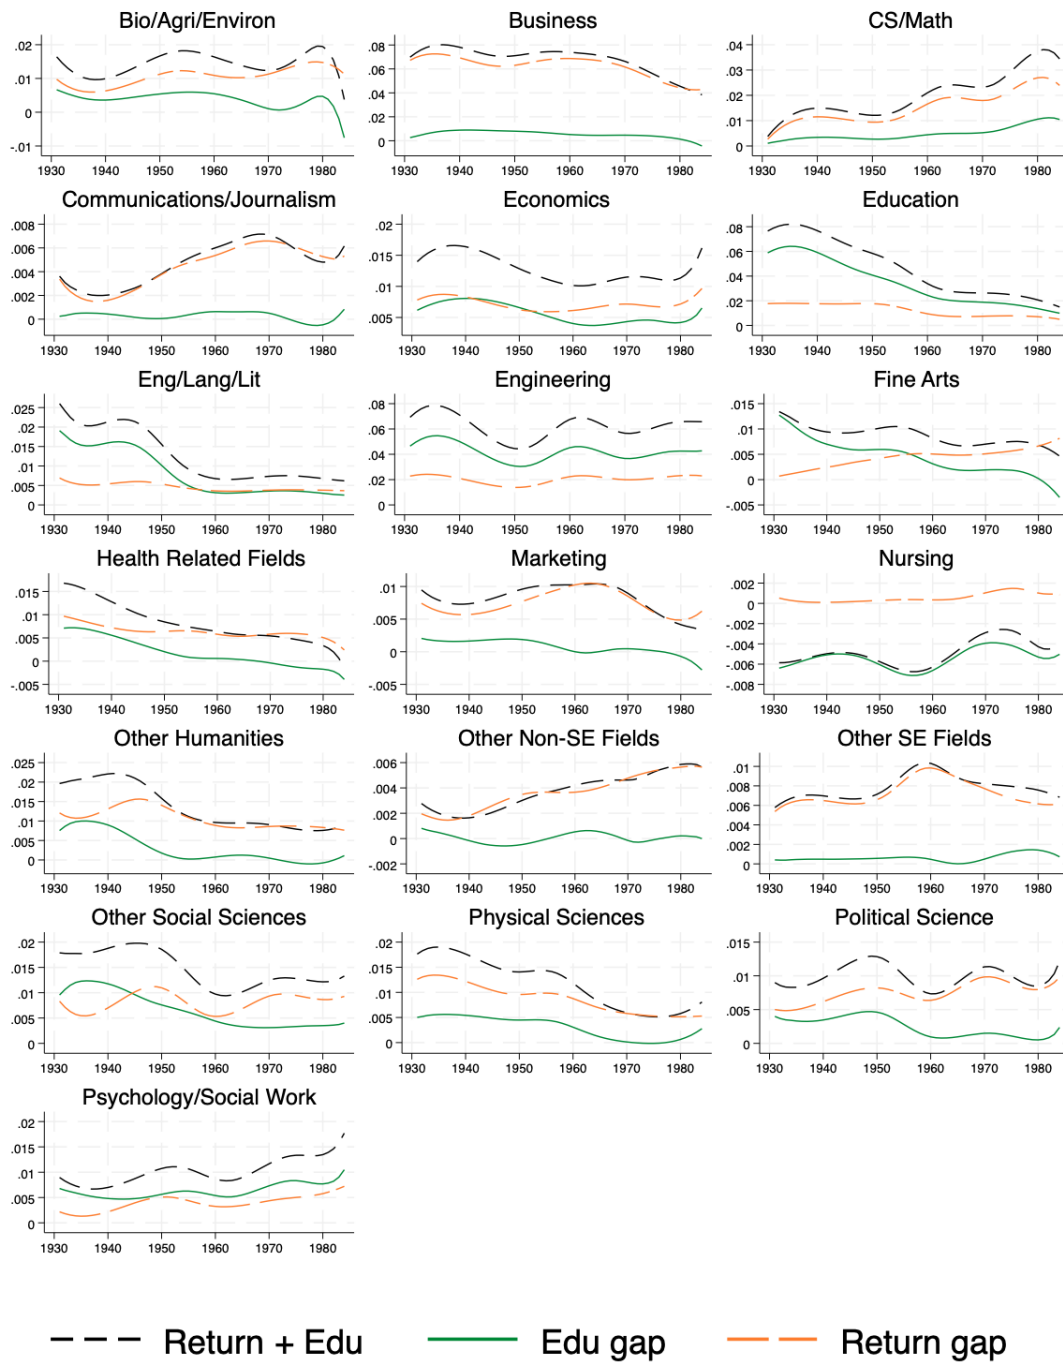 Bio/Agri/Environ
.02
.01
0
-.01
1930 1940 1950 1960 1970 1980
Business
.08
.06
.04
.02
0
1930 1940 1950 1960 1970 1980
CS/Math
.04
.03
.02
.01
0
1930 1940 1950 1960 1970 1980
Communications/Journalism
.008
.006
.004
.002
0
1930 1940 1950 1960 1970 1980
Economics
.02
.015
.01
.005
1930 1940 1950 1960 1970 1980
Education
.08
.06
.04
.02
0
1930 1940 1950 1960 1970 1980
Eng/Lang/Lit
.025
.02
.015
.01
.005
0
1930 1940 1950 1960 1970 1980
Engineering
.08
.06
.04
.02
0
1930 1940 1950 1960 1970 1980
Fine Arts
.015
.01
.005
0
-.005
1930 1940 1950 1960 1970 1980
Health Related Fields
.015
.01
.005
0
-.005
1930 1940 1950 1960 1970 1980
Marketing
.01
.005
0
-.005
1930 1940 1950 1960 1970 1980
Nursing
.002
0
-.002
-.004
-.006
-.008
1930 1940 1950 1960 1970 1980
Other Humanities
.025
.02
.015
.01
.005
0
1930 1940 1950 1960 1970 1980
Other Non-SE Fields
.006
.004
.002
0
-.002
1930 1940 1950 1960 1970 1980
Other SE Fields
.01
.008
.006
.004
.002
0
1930 1940 1950 1960 1970 1980
Other Social Sciences
.02
.015
.01
.005
0
1930 1940 1950 1960 1970 1980
Physical Sciences
.02
.015
.01
.005
0
1930 1940 1950 1960 1970 1980
Political Science
.015
.01
.005
0
1930 1940 1950 1960 1970 1980
Psychology/Social Work
.02
.015
.01
.005
0
1930 1940 1950 1960 1970 1980
Return + Edu
Edu gap
Return gap